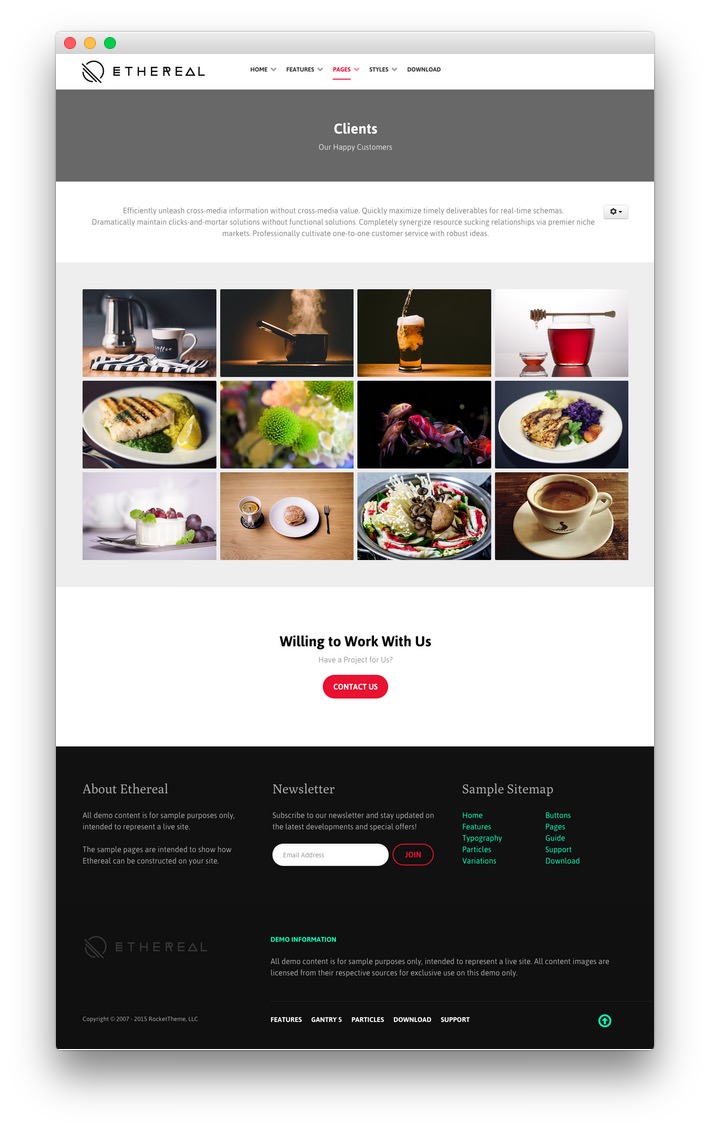 ETHEREAL
HOME FEATURES PAGES STYLES DOWNLOAD
Clients
Our Happy Customers
Efficiently unleash cross-media information without cross-media value. Quickly maximize timely deliverables for real-time schemas.
Dramatically maintain clicks-and-mortar solutions without functional solutions. Completely synergize resource sucking relationships via premier niche
markets. Professionally cultivate one-to-one customer service with robust ideas.
Willing to Work With Us
Have a Project for Us?
CONTACT US
About Ethereal
All demo content is for sample purposes only,
intended to represent a live site.
The sample pages are intended to show how
Ethereal can be constructed on your site.
Newsletter
Subscribe to our newsletter and stay updated on
the latest developments and special offers!
Email Address
JOIN
Sample Sitemap
Home
Features
Typography
Particles
Variations
Buttons
Pages
Guide
Support
Download
ETHEREAL
DEMO INFORMATION
All demo content is for sample purposes only, intended to represent a live site. All content images are
licensed from their respective sources for exclusive use on this demo only.
Copyright © 2007 - 2015 RocketTheme, LLC
FEATURES GANTRY 5 PARTICLES DOWNLOAD SUPPORT